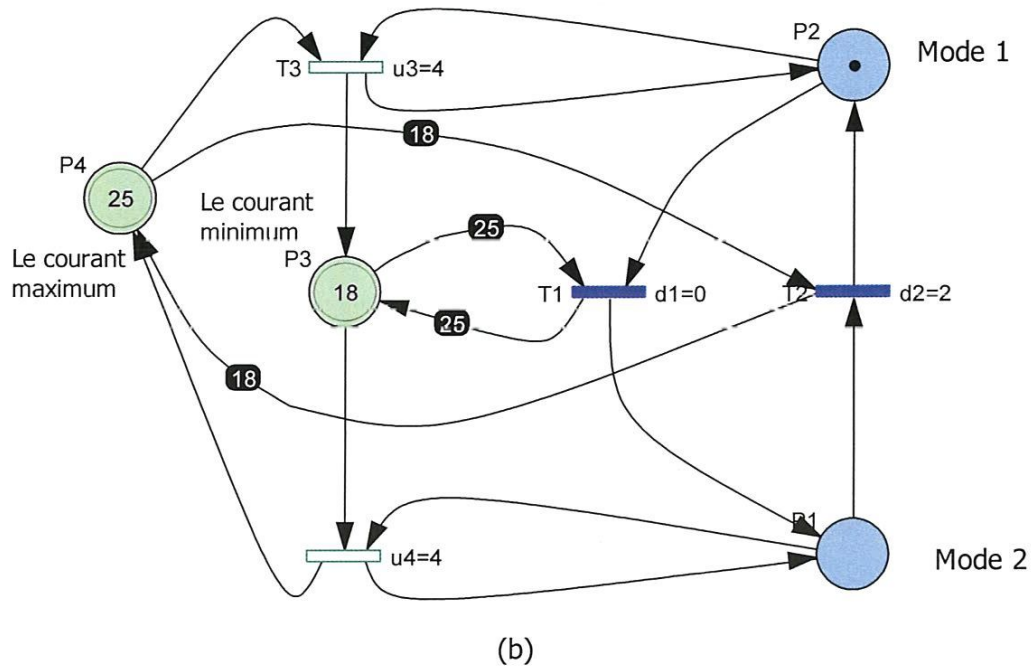 P2
Mode 1
T3
u3=4
18
P4
25
Le courant
minimum
Le courant
maximum
25
P3
18
T1
d1=0
T2
d2=2
25
18
P1
u4=4
Mode 2
(b)